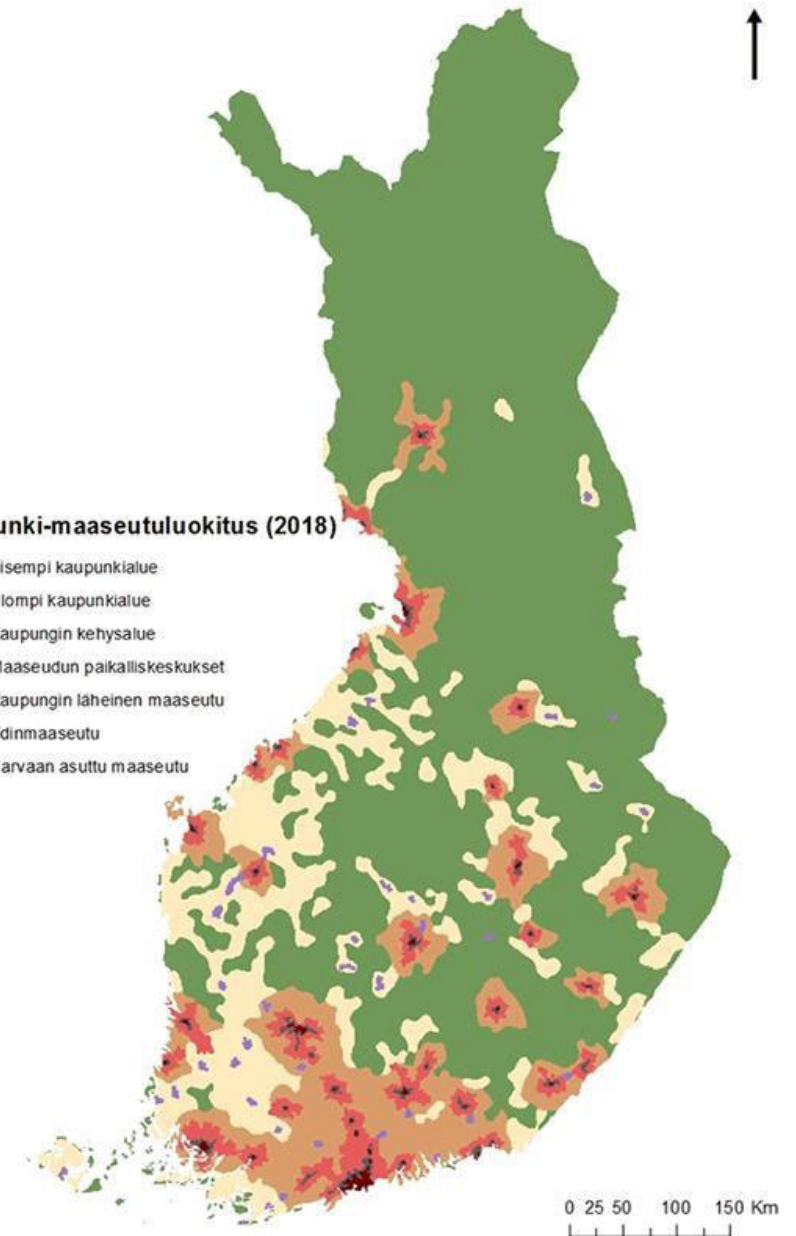 unki-maaseutuluokitus (2018)
isempi kaupunkialue
lompi kaupunkialue
aupungin kehysalue
laaseudun paikalliskeskukset
aupungin läheinen maaseutu
dinmaaseutu
arvaan asuttu maaseutu
0 25 50 100 150 Km